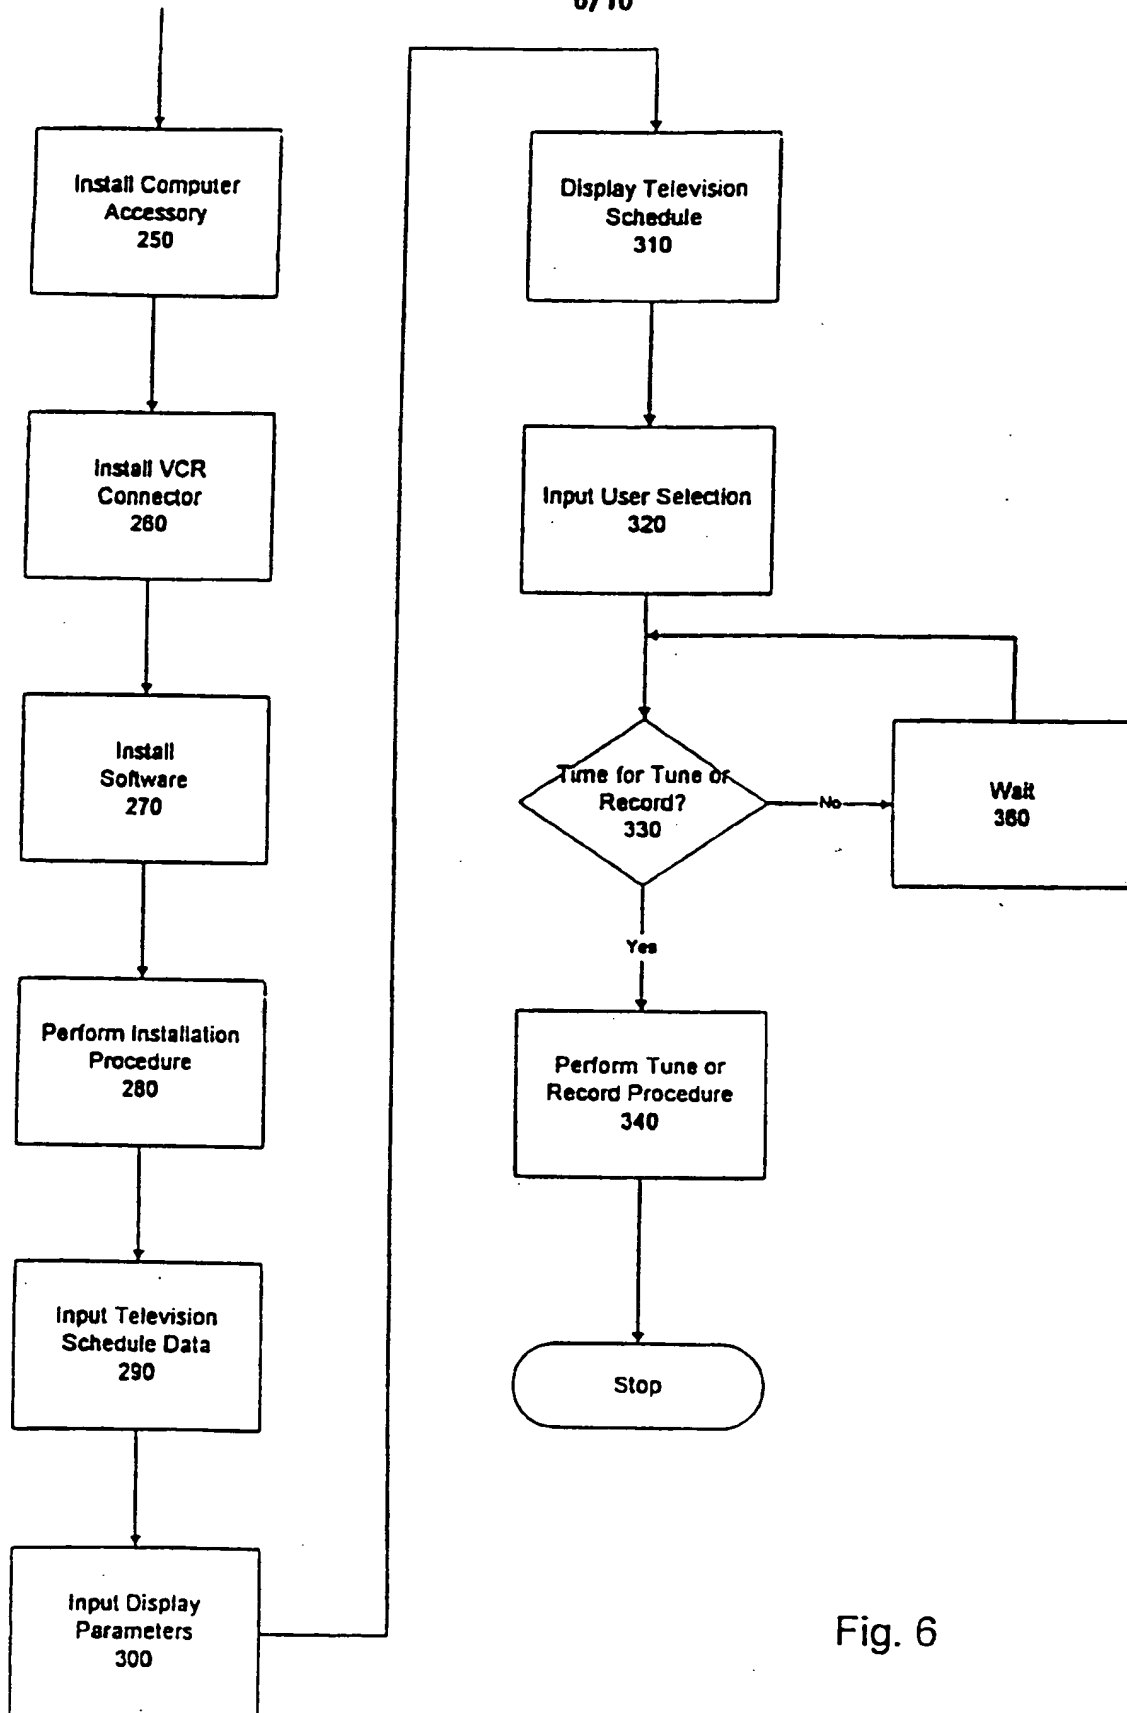 6/10
Install Computer
Accessory
250
Install VCR
Connector
260
Install
Software
270
Perform Installation
Procedure
280
Input Television
Schedule Data
290
Input Display
Parameters
300
Display Television
Schedule
310
Input User Selection
320
Time for Tune or
Record?
330
No
Wait
360
Yes
Perform Tune or
Record Procedure
340
Stop
Fig. 6